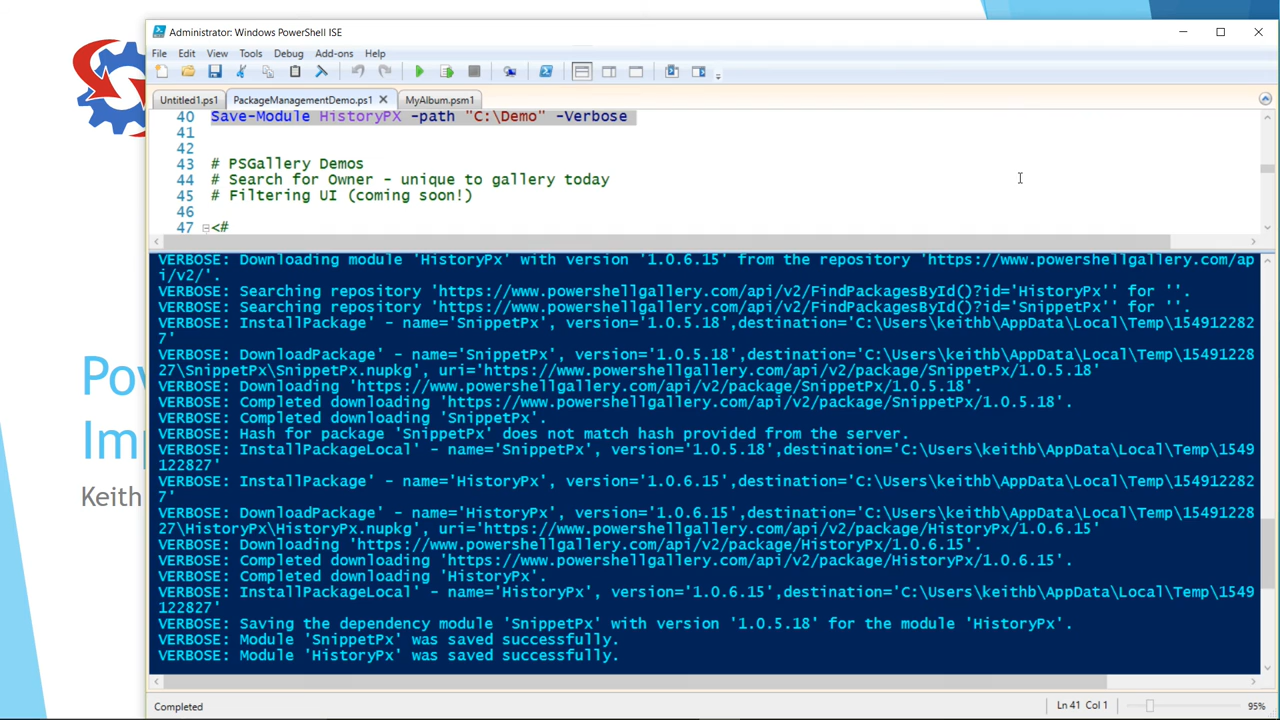 Administrator: Windows PowerShell ISE
File Edit View Tools Debug Add-ons Help
Untitled1.ps1 PackageManagementDemo.ps1 MyAlbum.psm1
40 Save-Module HistoryPX -path "C:\Demo" -Verbose
41
42
43 # PSGallery Demos
44 # Search for Owner - unique to gallery today
45 # Filtering UI (coming soon!)
46
47 <#
VERBOSE: Downloading module 'HistoryPx' with version '1.0.6.15' from the repository 'https://www.powershellgallery.com/ap
i/v2/'.
VERBOSE: Searching repository 'https://www.powershellgallery.com/api/v2/FindPackagesById()?id='HistoryPx'' for ''.
VERBOSE: Searching repository 'https://www.powershellgallery.com/api/v2/FindPackagesById()?id='SnippetPx'' for ''.
VERBOSE: InstallPackage' - name='SnippetPx', version='1.0.5.18',destination='C:\Users\keithb\AppData\Local\Temp\154912282
7'
VERBOSE: DownloadPackage' - name='SnippetPx', version='1.0.5.18',destination='C:\Users\keithb\AppData\Local\Temp\15491228
27\SnippetPx\SnippetPx.nupkg', uri='https://www.powershellgallery.com/api/v2/package/SnippetPx/1.0.5.18'
VERBOSE: Downloading 'https://www.powershellgallery.com/api/v2/package/SnippetPx/1.0.5.18'.
VERBOSE: Completed downloading 'https://www.powershellgallery.com/api/v2/package/SnippetPx/1.0.5.18'.
VERBOSE: Completed downloading 'SnippetPx'.
VERBOSE: Hash for package 'SnippetPx' does not match hash provided from the server.
VERBOSE: InstallPackageLocal' - name='SnippetPx', version='1.0.5.18',destination='C:\Users\keithb\AppData\Local\Temp\1549
122827'
VERBOSE: InstallPackage' - name='HistoryPx', version='1.0.6.15',destination='C:\Users\keithb\AppData\Local\Temp\154912282
7'
VERBOSE: DownloadPackage' - name='HistoryPx', version='1.0.6.15',destination='C:\Users\keithb\AppData\Local\Temp\15491228
27\HistoryPx\HistoryPx.nupkg', uri='https://www.powershellgallery.com/api/v2/package/HistoryPx/1.0.6.15'
VERBOSE: Downloading 'https://www.powershellgallery.com/api/v2/package/HistoryPx/1.0.6.15'.
VERBOSE: Completed downloading 'https://www.powershellgallery.com/api/v2/package/HistoryPx/1.0.6.15'.
VERBOSE: Completed downloading 'HistoryPx'.
VERBOSE: InstallPackageLocal' - name='HistoryPx', version='1.0.6.15',destination='C:\Users\keithb\AppData\Local\Temp\1549
122827'
VERBOSE: Saving the dependency module 'SnippetPx' with version '1.0.5.18' for the module 'HistoryPx'.
VERBOSE: Module 'SnippetPx' was saved successfully.
VERBOSE: Module 'HistoryPx' was saved successfully.
Keith
Completed Ln 41 Col 1 95%